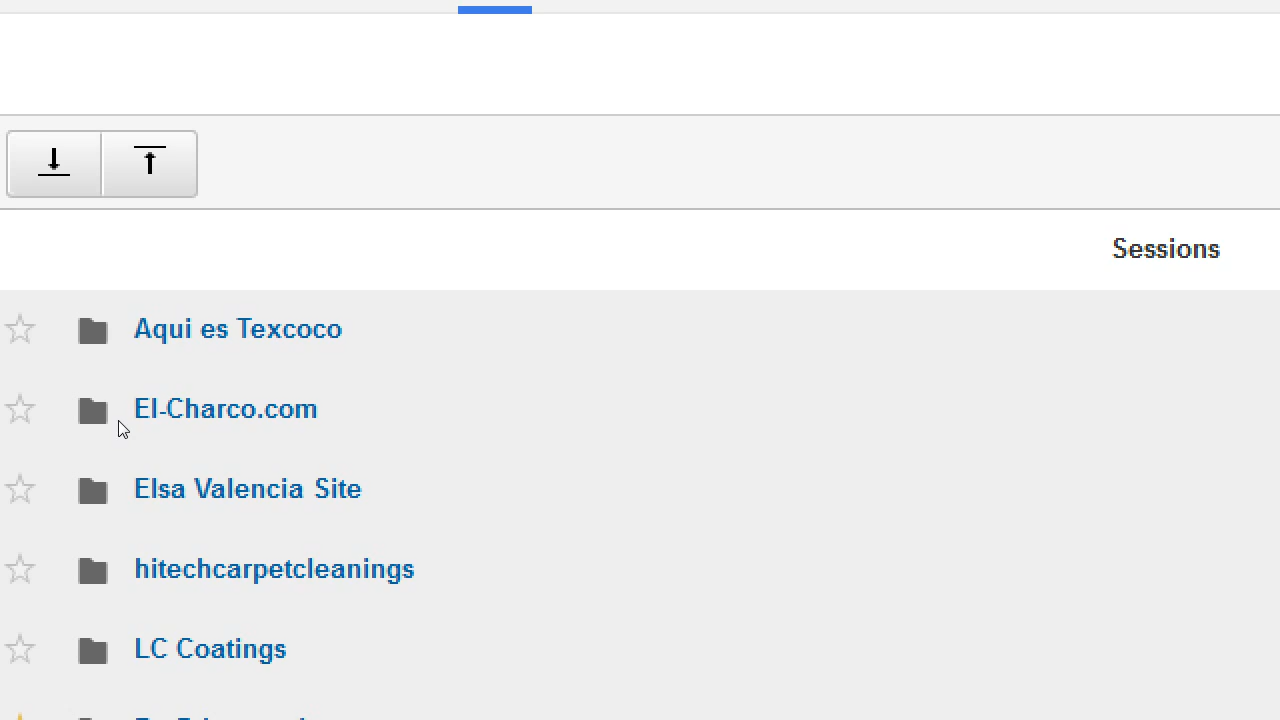 Sessions
Aqui es Texcoco
El-Charco.com
Elsa Valencia Site
hitechcarpetcleanings
LC Coatings